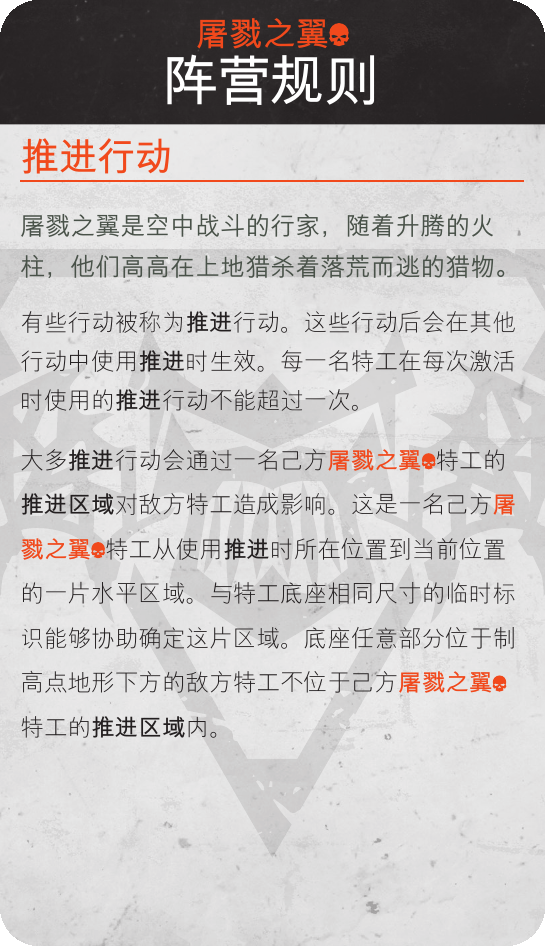 屠戮之翼
阵营规则
推进行动
屠戮之翼是空中战斗的行家，随着升腾的火
柱，他们高高在上地猎杀着落荒而逃的猎物。
有些行动被称为推进行动。这些行动后会在其他
行动中使用推进时生效。每一名特工在每次激活
时使用的推进行动不能超过一次。
大多推进行动会通过一名己方屠戮之翼特工的
推进区域对敌方特工造成影响。这是一名己方屠
戮之翼特工从使用推进时所在位置到当前位置
的一片水平区域。与特工底座相同尺寸的临时标
识能够协助确定这片区域。底座任意部分位于制
高点地形下方的敌方特工不位于己方屠戮之翼
特工的推进区域内。